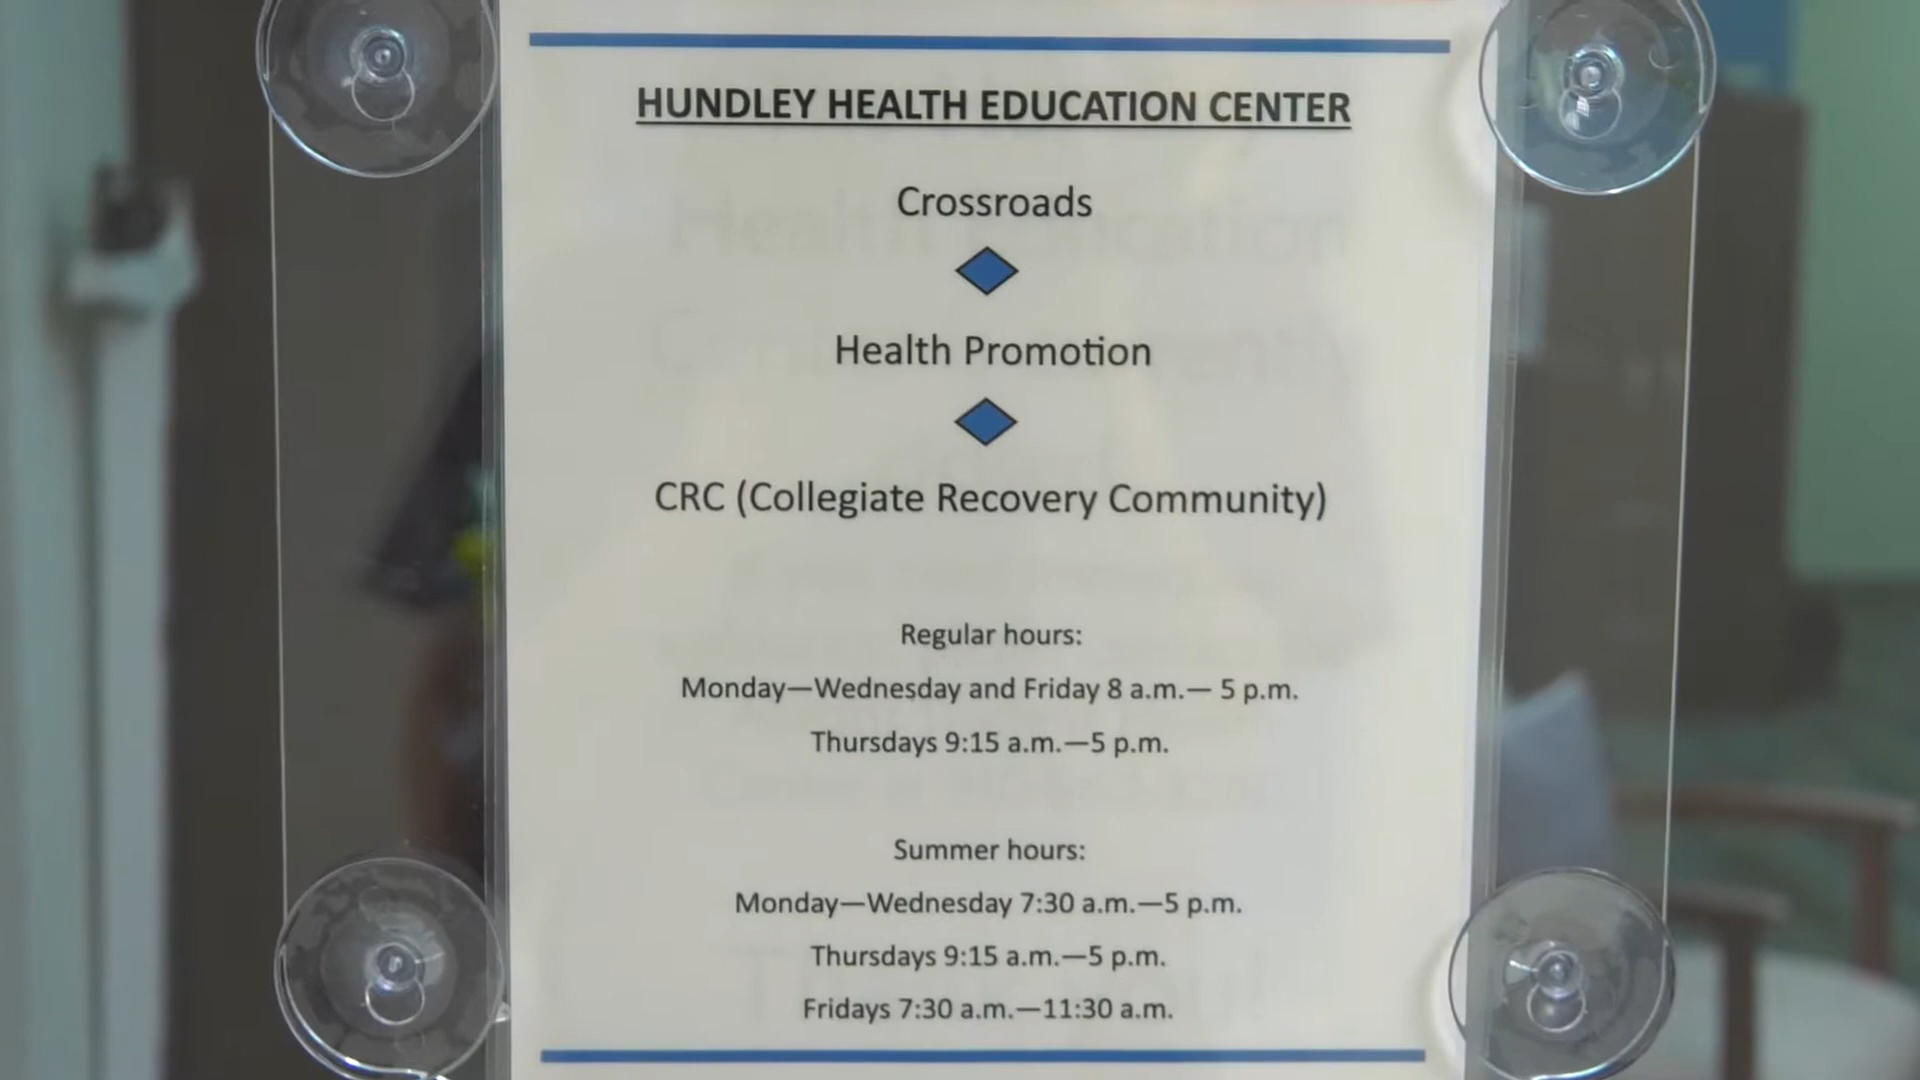 HUNDLEY HEALTH EDUCATION CENTER
Crossroads
Health Promotion
CRC (Collegiate Recovery Community)
Regular hours:
Monday—Wednesday and Friday 8 a.m.— 5 p.m.
Thursdays 9:15 a.m.—5 p.m.
Summer hours:
Monday—Wednesday 7:30 a.m.—5 p.m.
Thursdays 9:15 a.m.—5 p.m.
Fridays 7:30 a.m.—11:30 a.m.